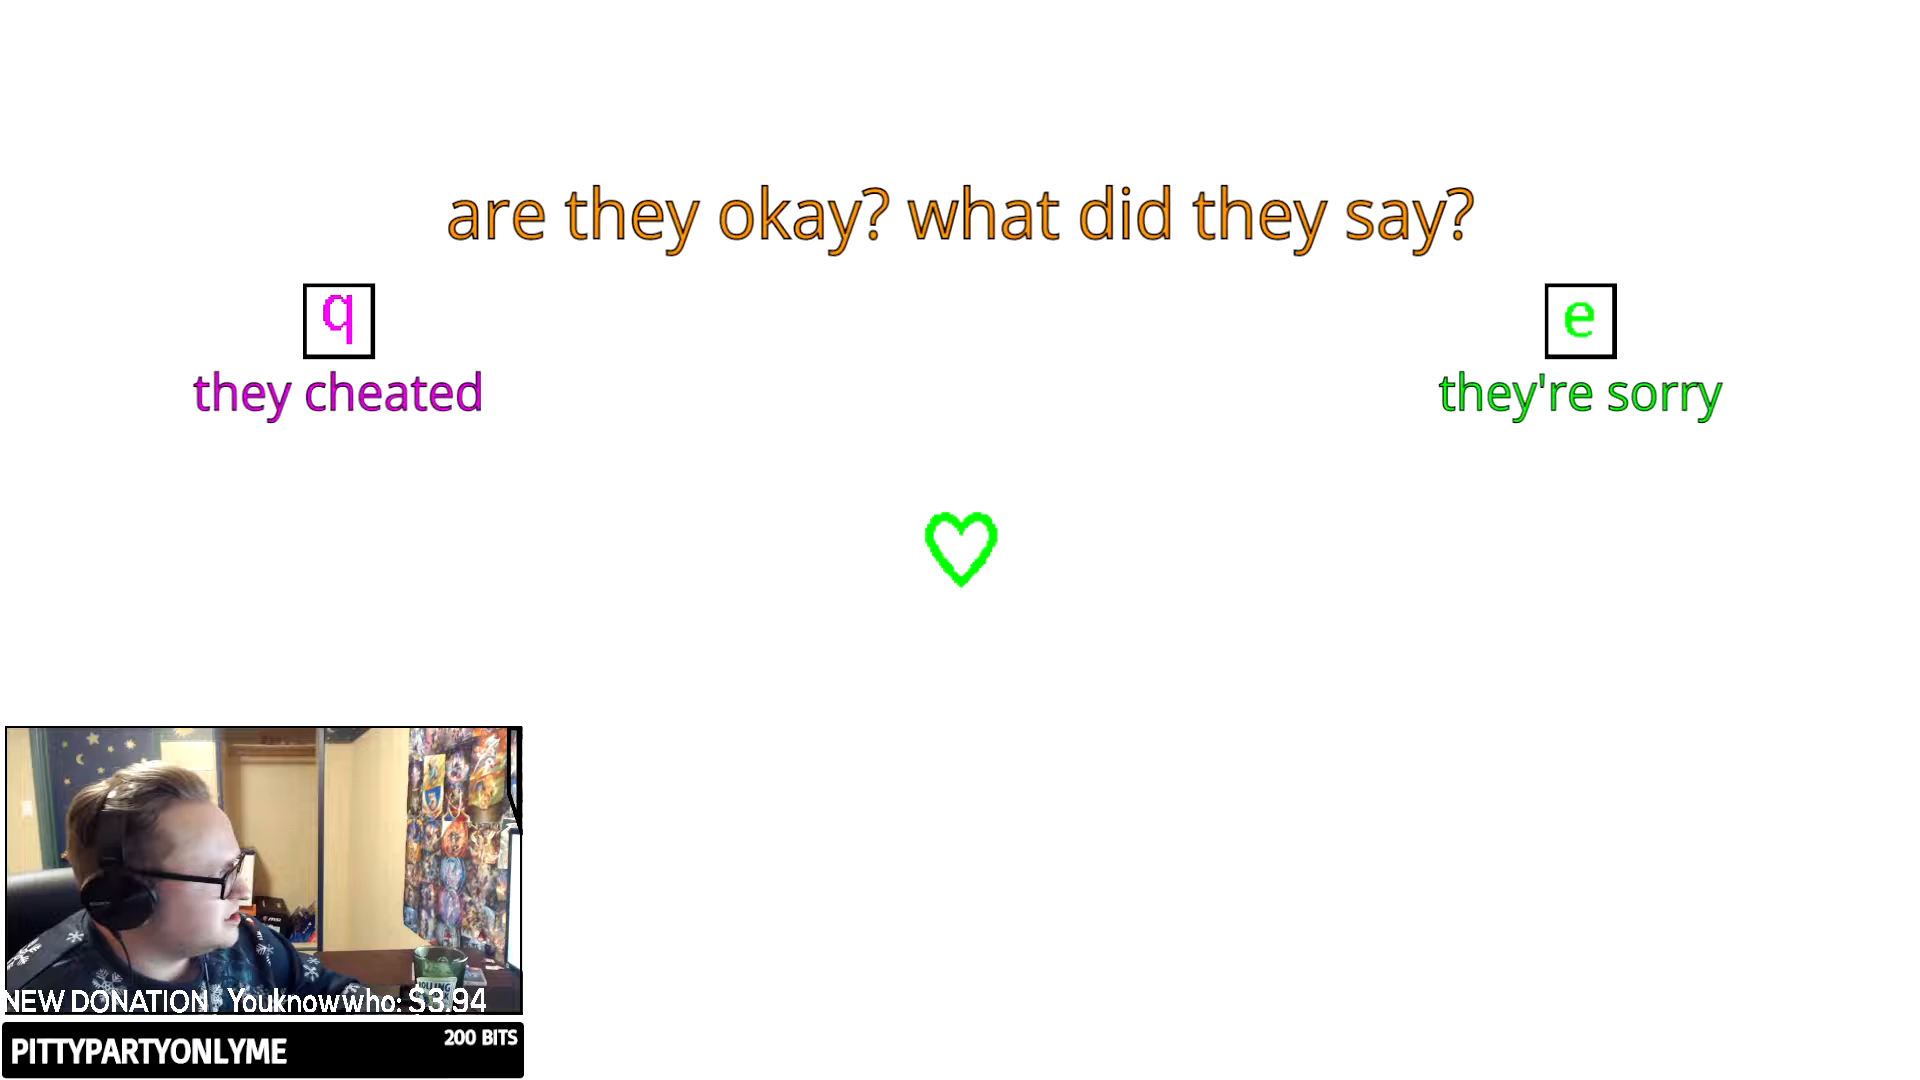 are they okay? what did they say?
q
e
they cheated
they're sorry
NEW DONATION Youknowwho: $3.94
200 BITS
PITTYPARTYONLYME